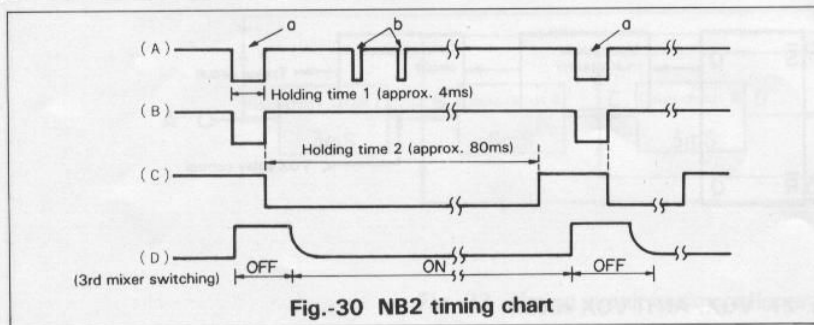 a b a
(A)
Holding time 1 (approx. 4ms)
(B)
Holding time 2 (approx. 80ms)
(C)
(D)
(3rd mixer switching) OFF ON OFF
Fig.-30 NB2 timing chart